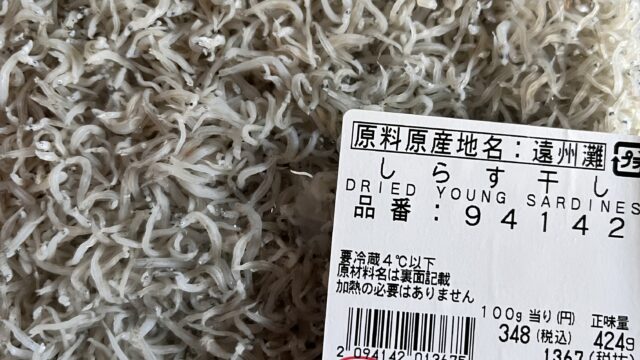 原料原産地名：遠州灘
しらす干し
DRIED YOUNG SARDINES
品番：94142
要冷蔵4℃以下
原材料名は裏面記載
加熱の必要はありません
100g当り(円) 正味量
348(税込) 424g